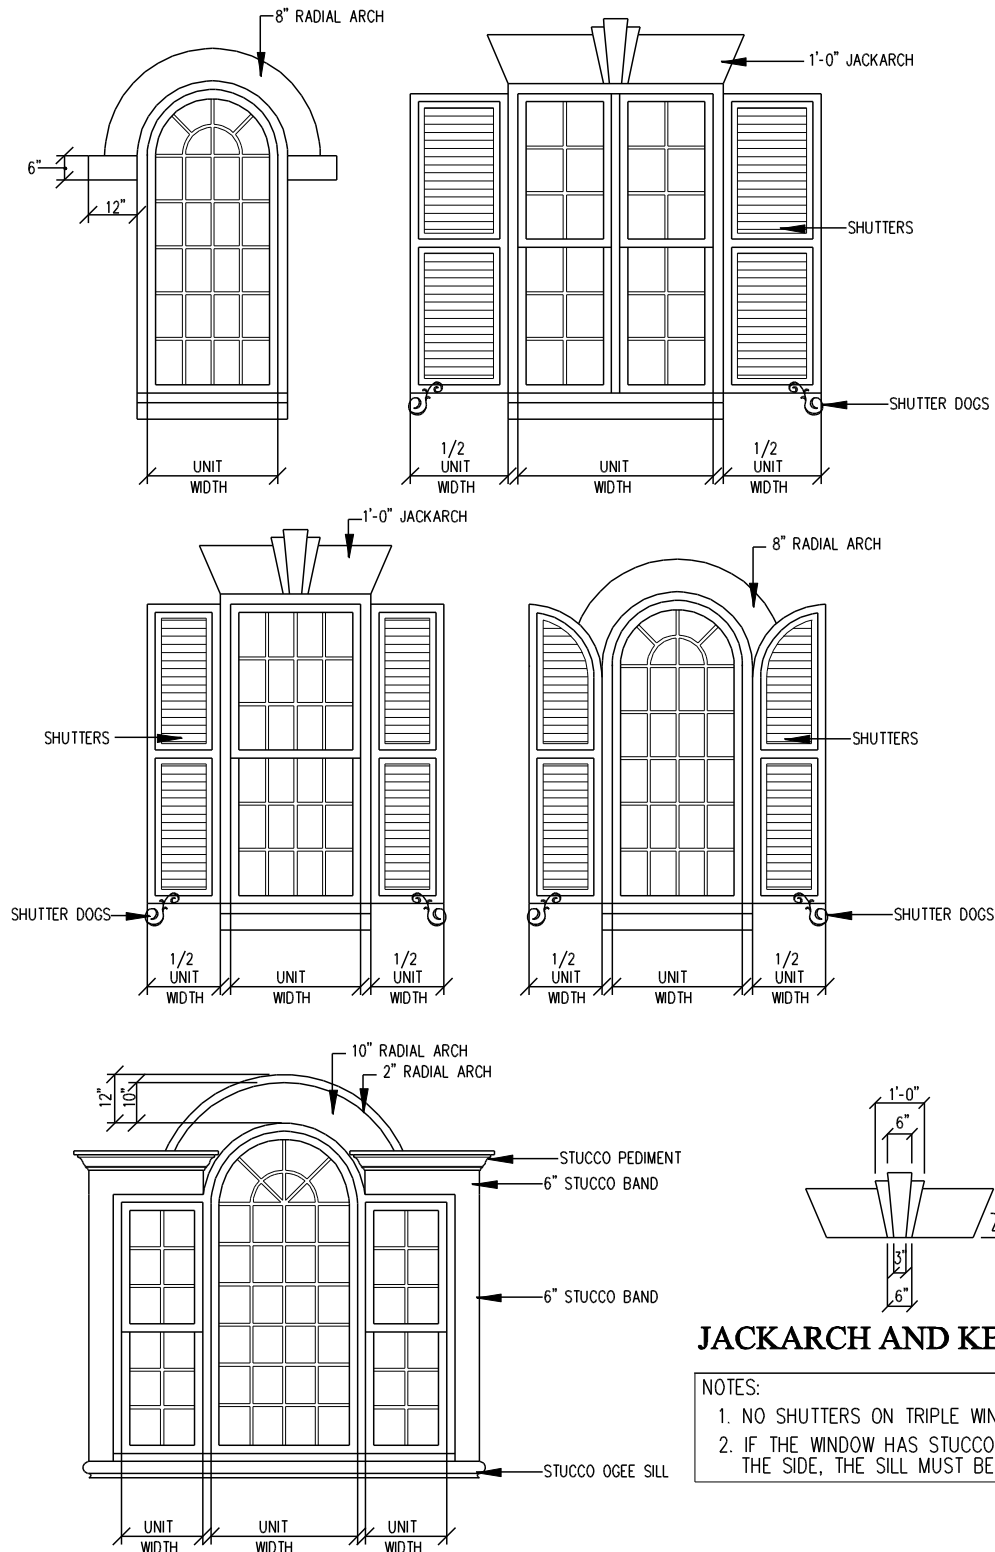 8" RADIAL ARCH
1'-0" JACKARCH
6"
12"
SHUTTERS
SHUTTER DOGS
UNIT
WIDTH
1/2
UNIT
WIDTH
UNIT
WIDTH
1/2
UNIT
WIDTH
1'-0" JACKARCH
8" RADIAL ARCH
SHUTTERS
SHUTTERS
SHUTTER DOGS
SHUTTER DOGS
1/2
UNIT
WIDTH
UNIT
WIDTH
1/2
UNIT
WIDTH
1/2
UNIT
WIDTH
UNIT
WIDTH
1/2
UNIT
WIDTH
10" RADIAL ARCH
2" RADIAL ARCH
12"
10"
STUCCO PEDIMENT
6" STUCCO BAND
6" STUCCO BAND
STUCCO OGEE SILL
UNIT
WIDTH
UNIT
WIDTH
UNIT
WIDTH
1'-0"
6"
3"
6"
JACKARCH AND KE
NOTES:
1. NO SHUTTERS ON TRIPLE WIN
2. IF THE WINDOW HAS STUCCO
THE SIDE, THE SILL MUST BE